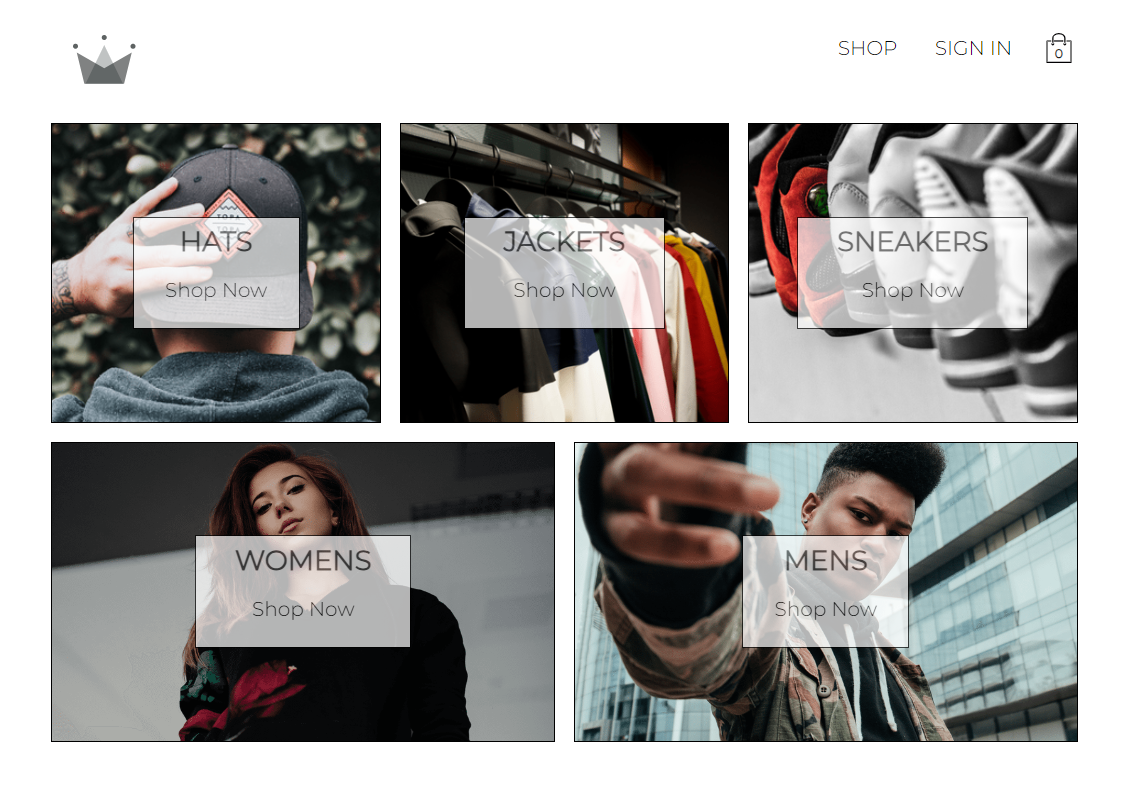 SHOP
SIGN IN
0
TOPA
HATS
Shop Now
JACKETS
Shop Now
SNEAKERS
Shop Now
WOMENS
Shop Now
MENS
Shop Now